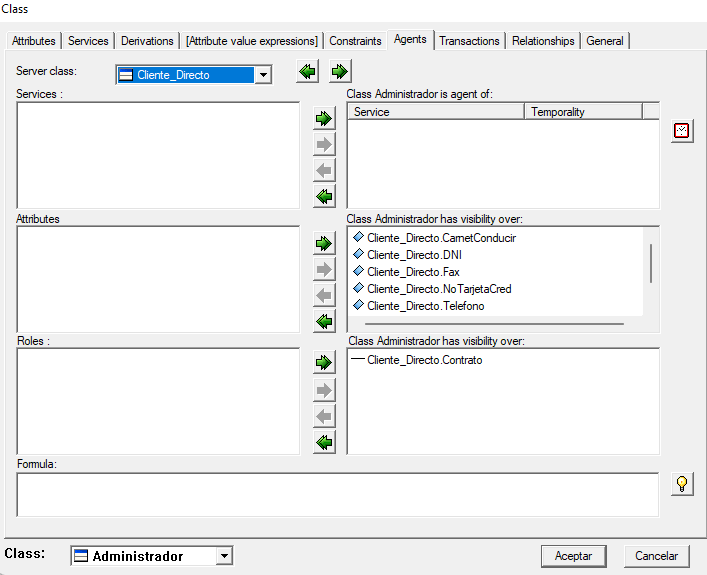 Class
Attributes Services Derivations [Attribute value expressions] Constraints Agents Transactions Relationships General
Server class: Cliente_Directo
Services : Class Administrador is agent of:
Service Temporality
Attributes Class Administrador has visibility over:
Cliente_Directo.CarnetConducir
Cliente_Directo.DNI
Cliente_Directo.Fax
Cliente_Directo.NoTarjetaCred
Cliente_Directo.Telefono
Roles : Class Administrador has visibility over:
Cliente_Directo.Contrato
Formula:
Class: Administrador Aceptar Cancelar